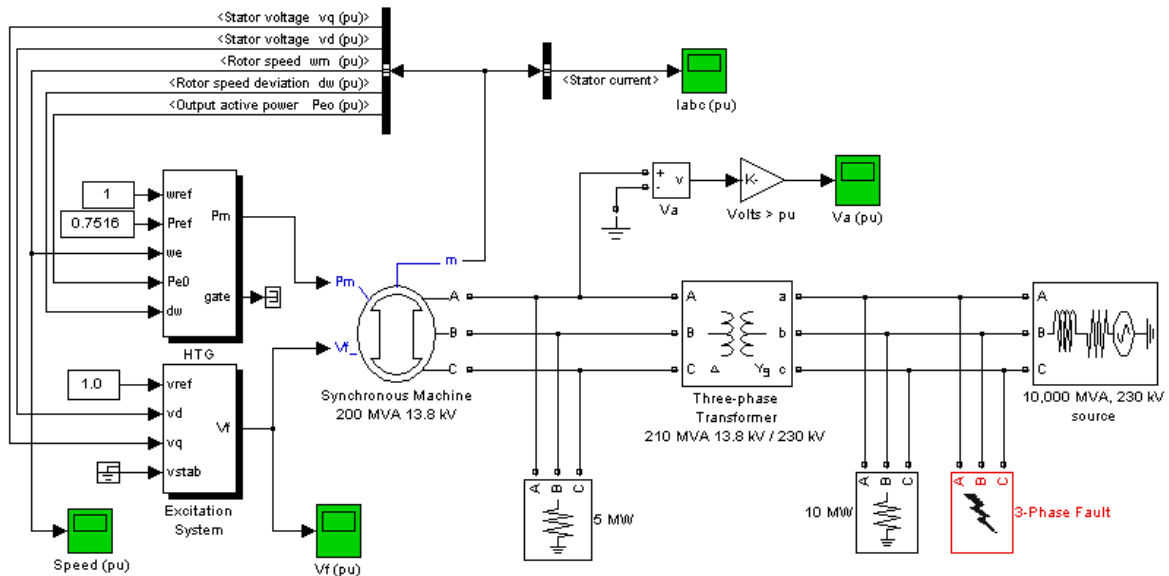 <Stator voltage vq (pu)>
<Stator voltage vd (pu)>
<Rotor speed wm (pu)>
<Rotor speed deviation dw (pu)>
<Output active power Peo (pu)>
<Stator current>
Iabc (pu)
+
-
v
Va
K-
Volts > pu
Va (pu)
1
0.7516
wref
Pref
we
Pe0
dw
Pm
gate
HTG
1.0
vref
vd
vq
vstab
Vf
Excitation
System
Speed (pu)
Vf (pu)
m
Pm
Vf_
A
B
C
Synchronous Machine
200 MVA 13.8 kV
A
B
C
5 MW
A
B
C
Δ
Yg
a
b
c
Three-phase
Transformer
210 MVA 13.8 kV / 230 kV
A
B
C
10 MW
A
B
C
3-Phase Fault
A
B
C
10,000 MVA, 230 kV
source